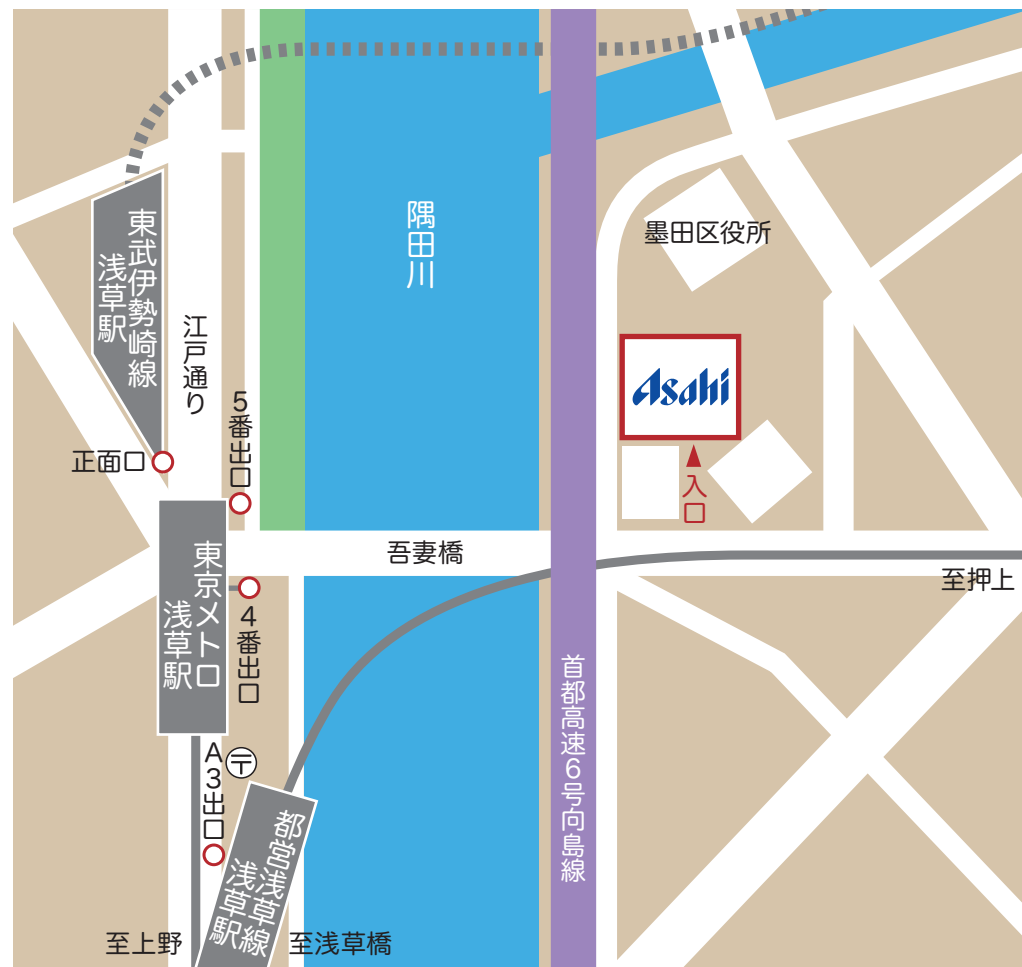 隅田川
墨田区役所
東武伊勢崎線
浅草駅
江戸通り
5番出口
正面口
Asahi
入口
吾妻橋
至押上
東京メトロ
浅草駅
4番出口
首都高速6号向島線
A3出口
〒
都営浅草線
浅草駅
至上野
至浅草橋